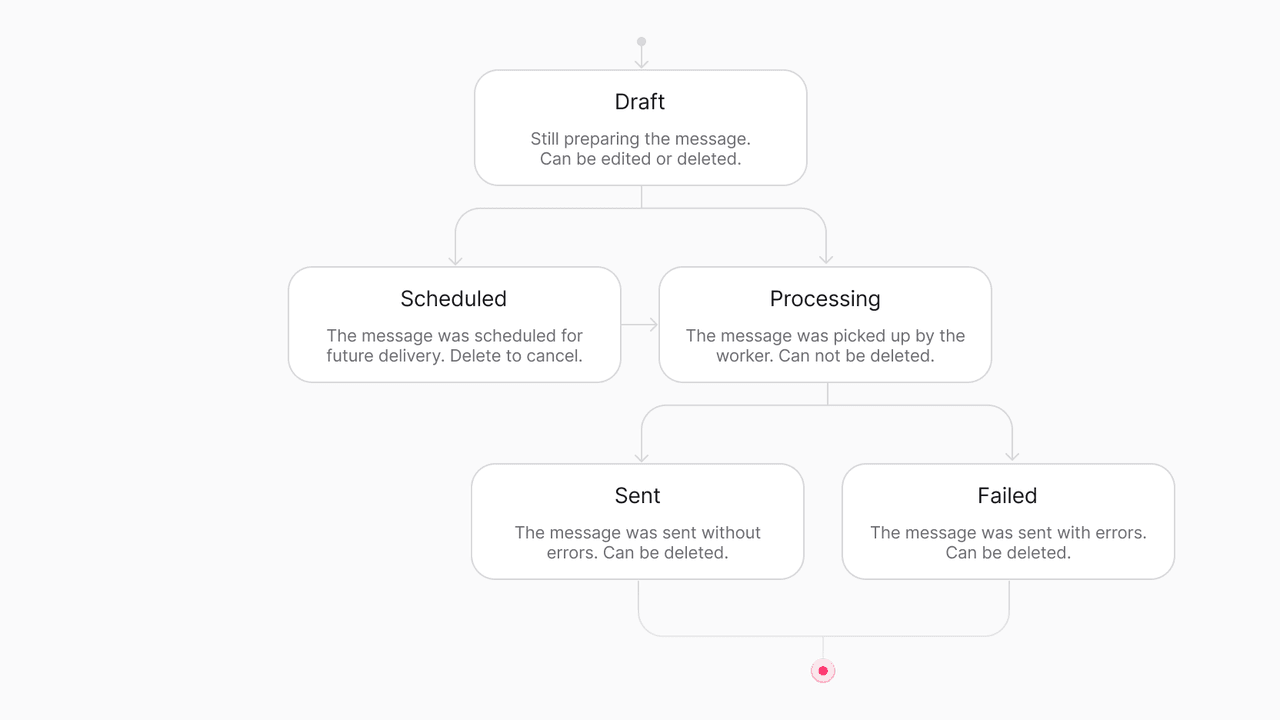 Draft
Still preparing the message.
Can be edited or deleted.
Scheduled
The message was scheduled for
future delivery. Delete to cancel.
Processing
The message was picked up by the
worker. Can not be deleted.
Sent
The message was sent without
errors. Can be deleted.
Failed
The message was sent with errors.
Can be deleted.